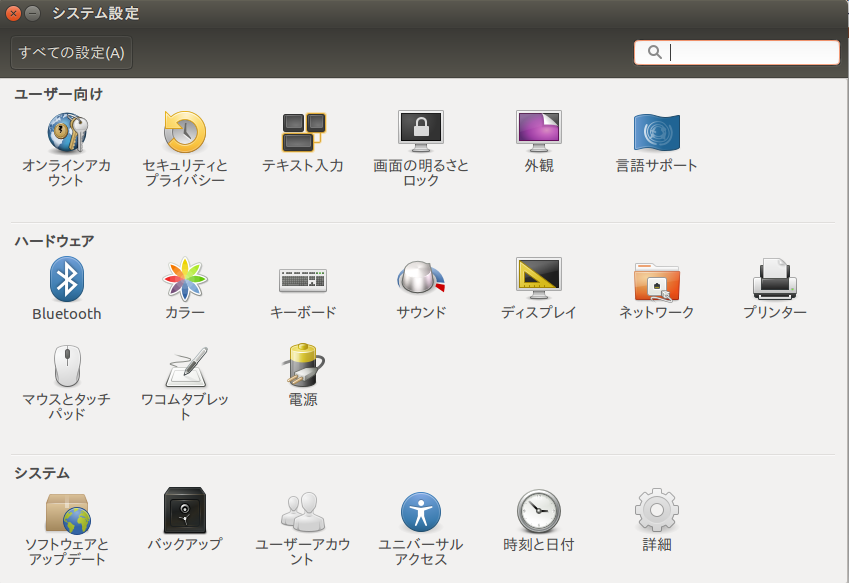 システム設定
すべての設定(A)
ユーザー向け
オンラインアカ
ウント
セキュリティと
プライバシー
テキスト入力
画面の明るさと
ロック
外観
言語サポート
ハードウェア
Bluetooth
カラー
キーボード
サウンド
ディスプレイ
ネットワーク
プリンター
マウスとタッチ
パッド
ワコムタブレッ
ト
電源
システム
ソフトウェアと
アップデート
バックアップ
ユーザーアカウ
ント
ユニバーサル
アクセス
時刻と日付
詳細